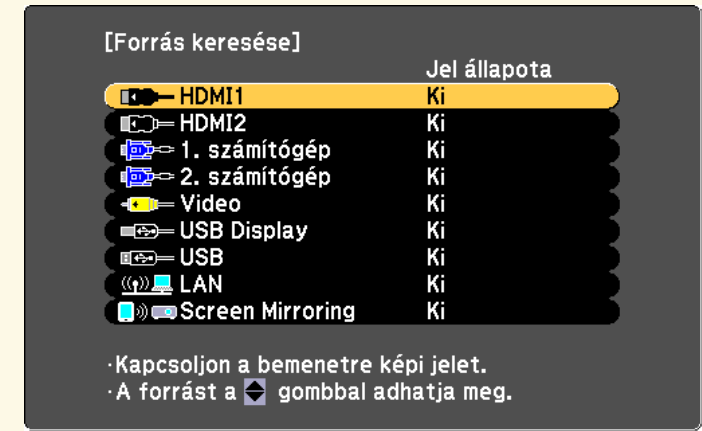 [Forrás keresése]
Jel állapota
HDMI1 Ki
HDMI2 Ki
1. számítógép Ki
2. számítógép Ki
Video Ki
USB Display Ki
USB Ki
LAN Ki
Screen Mirroring Ki
·Kapcsoljon a bemenetre képi jelet.
·A forrást a gombbal adhatja meg.